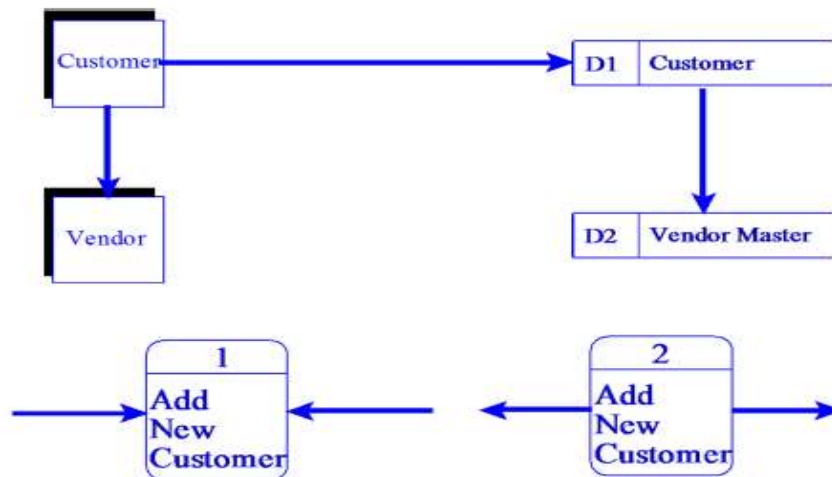 Customer
D1 Customer
Vendor
D2 Vendor Master
1
Add
New
Customer
2
Add
New
Customer